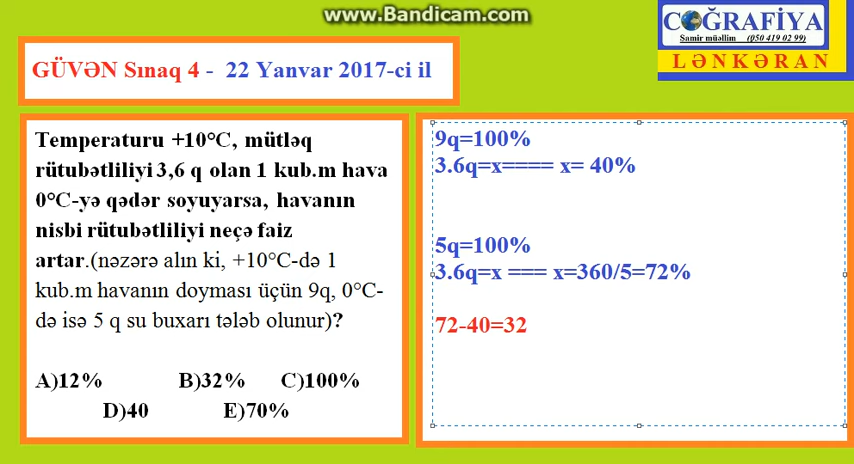 www.Bandicam.com
COĞRAFİYA
Samir müəllim (050 419 02 99)
LƏNKƏRAN
GÜVƏN Sınaq 4 - 22 Yanvar 2017-ci il
Temperaturu +10°C, mütləq
rütubətliliyi 3,6 q olan 1 kub.m hava
0°C-yə qədər soyuyarsa, havanın
nisbi rütubətliliyi neçə faiz
artar.(nəzərə alın ki, +10°C-də 1
kub.m havanın doyması üçün 9q, 0°C-
də isə 5 q su buxarı tələb olunur)?
A)12% B)32% C)100%
D)40 E)70%
9q=100%
3.6q=x==== x= 40%
5q=100%
3.6q=x === x=360/5=72%
72-40=32